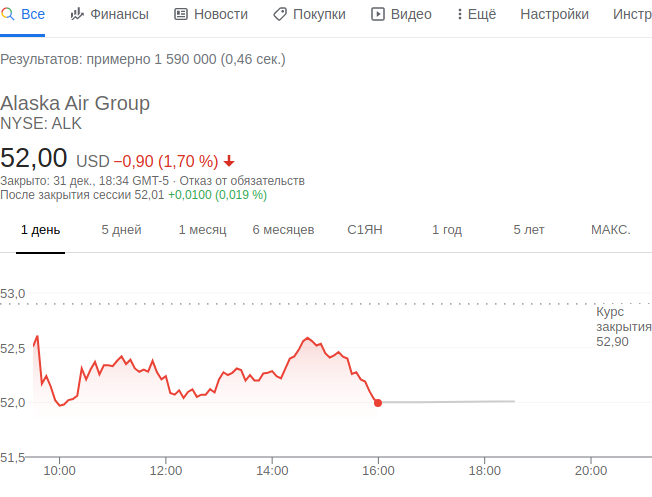 Все Финансы Новости Покупки Видео Ещё Настройки Инстр
Результатов: примерно 1 590 000 (0,46 сек.)
Alaska Air Group
NYSE: ALK
52,00 USD −0,90 (1,70 %)
Закрыто: 31 дек., 18:34 GMT-5 · Отказ от обязательств
После закрытия сессии 52,01 +0,0100 (0,019 %)
1 день 5 дней 1 месяц 6 месяцев С1ЯН 1 год 5 лет МАКС.
53,0
Курс
закрытия
52,90
52,5
52,0
51,5
10:00 12:00 14:00 16:00 18:00 20:00